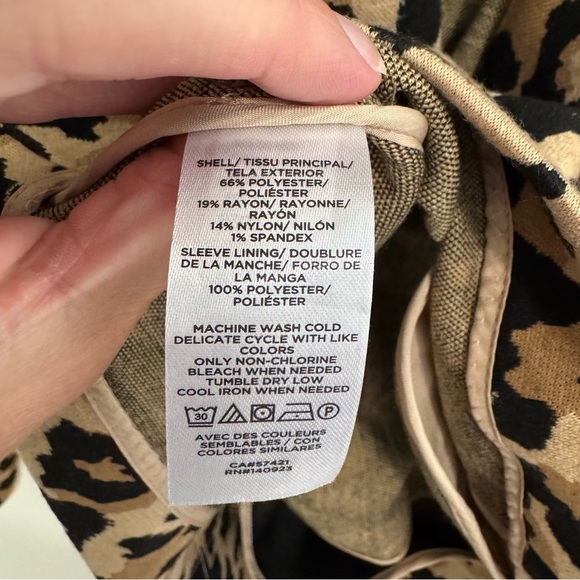 SHELL/ TISSU PRINCIPAL/
TELA EXTERIOR
66% POLYESTER/
POLIÉSTER
19% RAYON/ RAYONNE/
RAYÓN
14% NYLON/ NILÓN
1% SPANDEX
SLEEVE LINING/ DOUBLURE
DE LA MANCHE/ FORRO DE
LA MANGA
100% POLYESTER/
POLIÉSTER
MACHINE WASH COLD
DELICATE CYCLE WITH LIKE
COLORS
ONLY NON-CHLORINE
BLEACH WHEN NEEDED
TUMBLE DRY LOW
COOL IRON WHEN NEEDED
30 P
AVEC DES COULEURS
SEMBLABLES / CON
COLORES SIMILARES
CA#57421
RN#140923